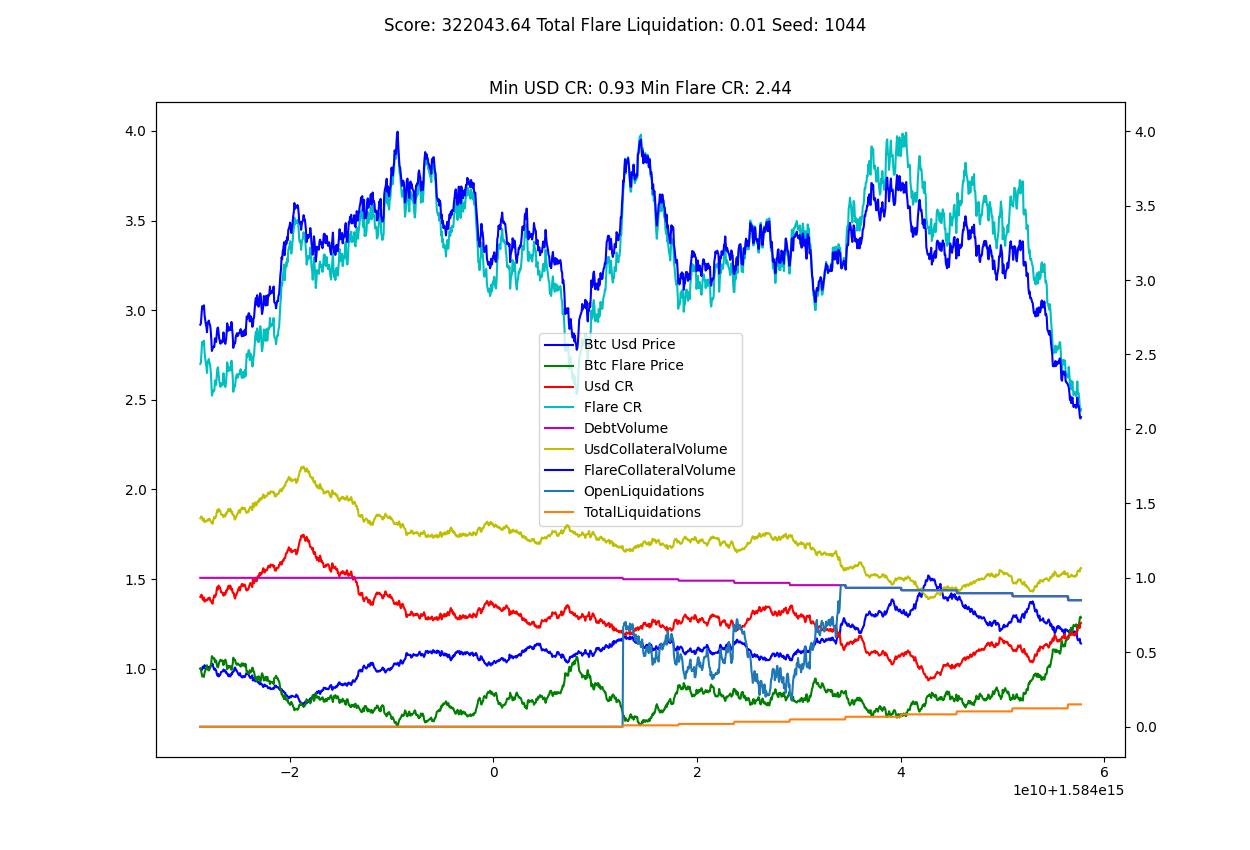 Score: 322043.64 Total Flare Liquidation: 0.01 Seed: 1044
Min USD CR: 0.93 Min Flare CR: 2.44
4.0
3.5
3.0
2.5
2.0
1.5
1.0
4.0
3.5
3.0
2.5
2.0
1.5
1.0
0.5
0.0
Btc Usd Price
Btc Flare Price
Usd CR
Flare CR
DebtVolume
UsdCollateralVolume
FlareCollateralVolume
OpenLiquidations
TotalLiquidations
−2 0 2 4 6
1e10+1.584e15